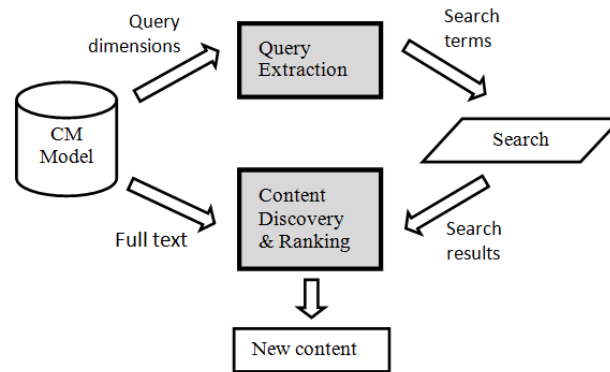 Query
dimensions
Query
Extraction
Search
terms
CM
Model
Search
Full text
Content
Discovery
& Ranking
Search
results
New content